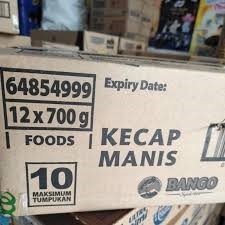 64854999
12 x 700 g
FOODS
Expiry Date:
KECAP
MANIS
10
MAKSIMUM
TUMPUKAN
BANGO